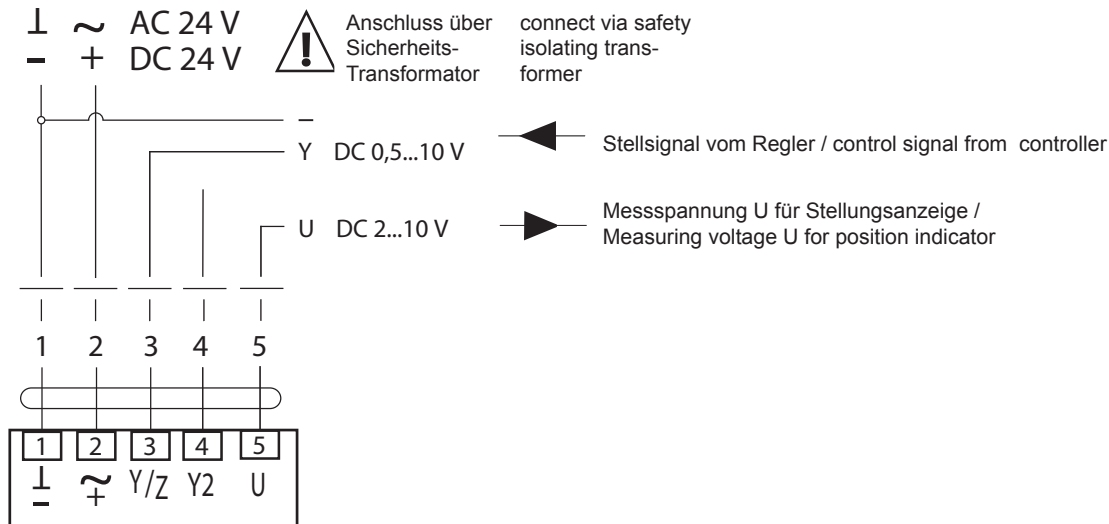 ⊥ ~ AC 24 V
– + DC 24 V
Anschluss über
Sicherheits-
Transformator
connect via safety
isolating trans-
former
–
Y DC 0,5...10 V
Stellsignal vom Regler / control signal from controller
U DC 2...10 V
Messspannung U für Stellungsanzeige /
Measuring voltage U for position indicator
1 2 3 4 5
1 2 3 4 5
⊥ ~ Y/Z Y2 U
– +